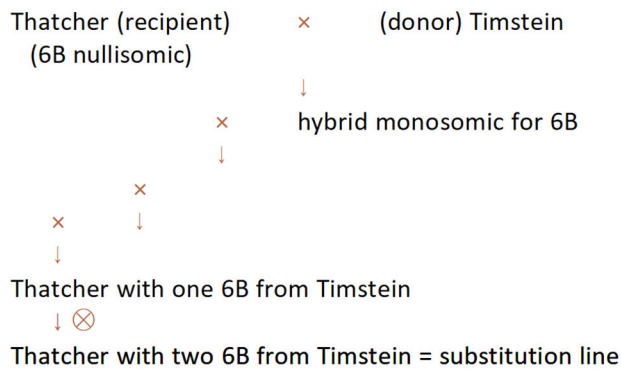 Thatcher (recipient) × (donor) Timstein
(6B nullisomic)
↓
× hybrid monosomic for 6B
↓
×
× ↓
↓
Thatcher with one 6B from Timstein
↓ ⊗
Thatcher with two 6B from Timstein = substitution line